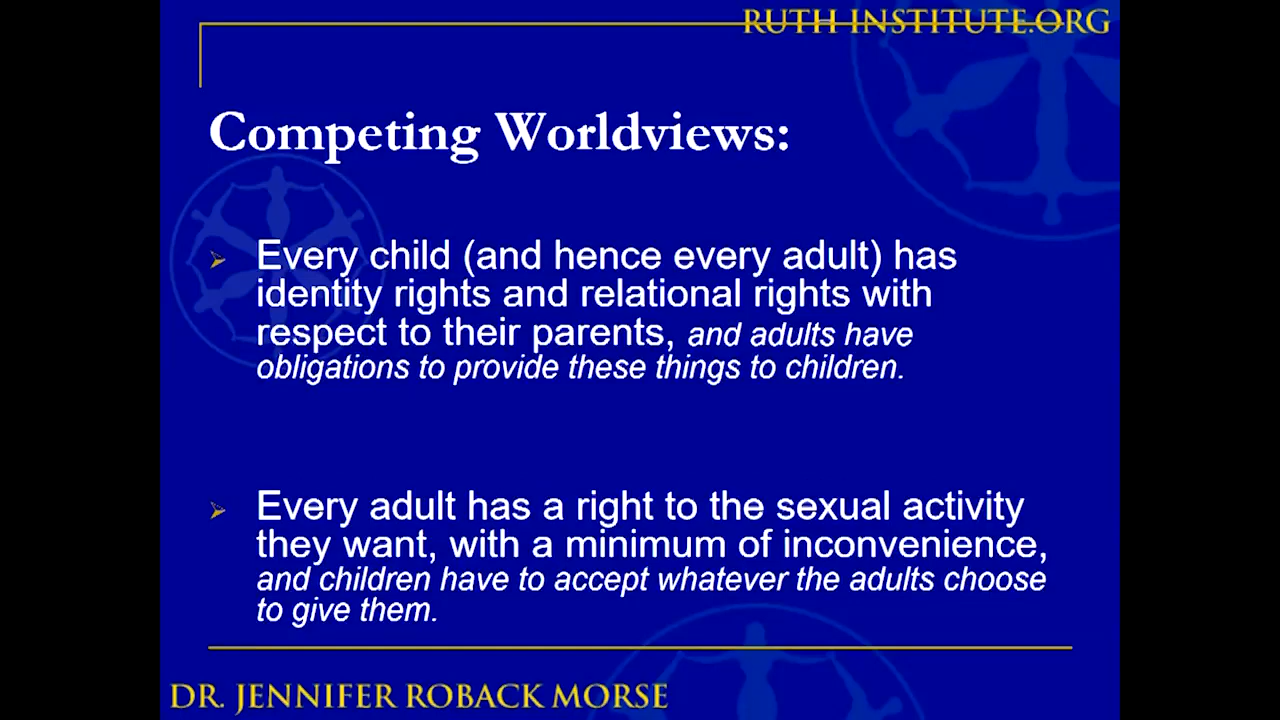 RUTH INSTITUTE.ORG
Competing Worldviews:
Every child (and hence every adult) has
identity rights and relational rights with
respect to their parents, and adults have
obligations to provide these things to children.
Every adult has a right to the sexual activity
they want, with a minimum of inconvenience,
and children have to accept whatever the adults choose
to give them.
DR. JENNIFER ROBACK MORSE